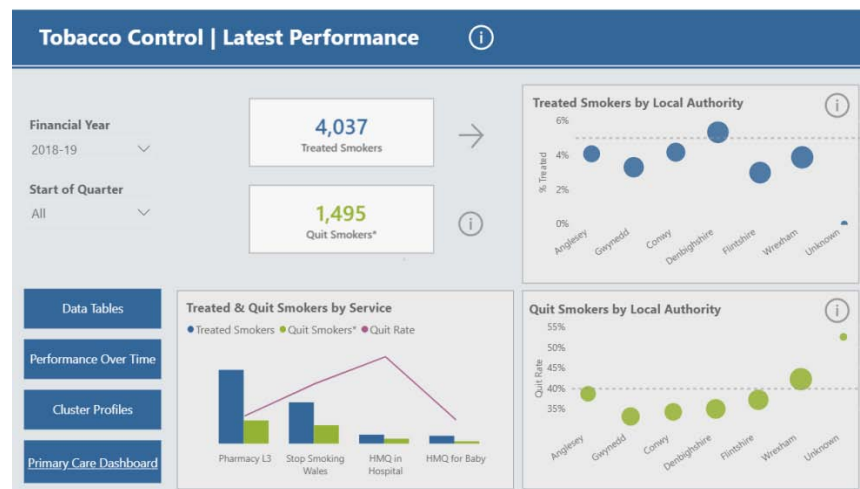 Tobacco Control | Latest Performance
Financial Year
2018-19
Start of Quarter
All
4,037
Treated Smokers
1,495
Quit Smokers*
Treated Smokers by Local Authority
% Treated
6%
4%
2%
0%
Anglesey
Gwynedd
Conwy
Denbighshire
Flintshire
Wrexham
Unknown
Data Tables
Performance Over Time
Cluster Profiles
Primary Care Dashboard
Treated & Quit Smokers by Service
Treated Smokers Quit Smokers* Quit Rate
Pharmacy L3
Stop Smoking
Wales
HMQ in
Hospital
HMQ for Baby
Quit Smokers by Local Authority
Quit Rate
55%
50%
45%
40%
35%
Anglesey
Gwynedd
Conwy
Denbighshire
Flintshire
Wrexham
Unknown